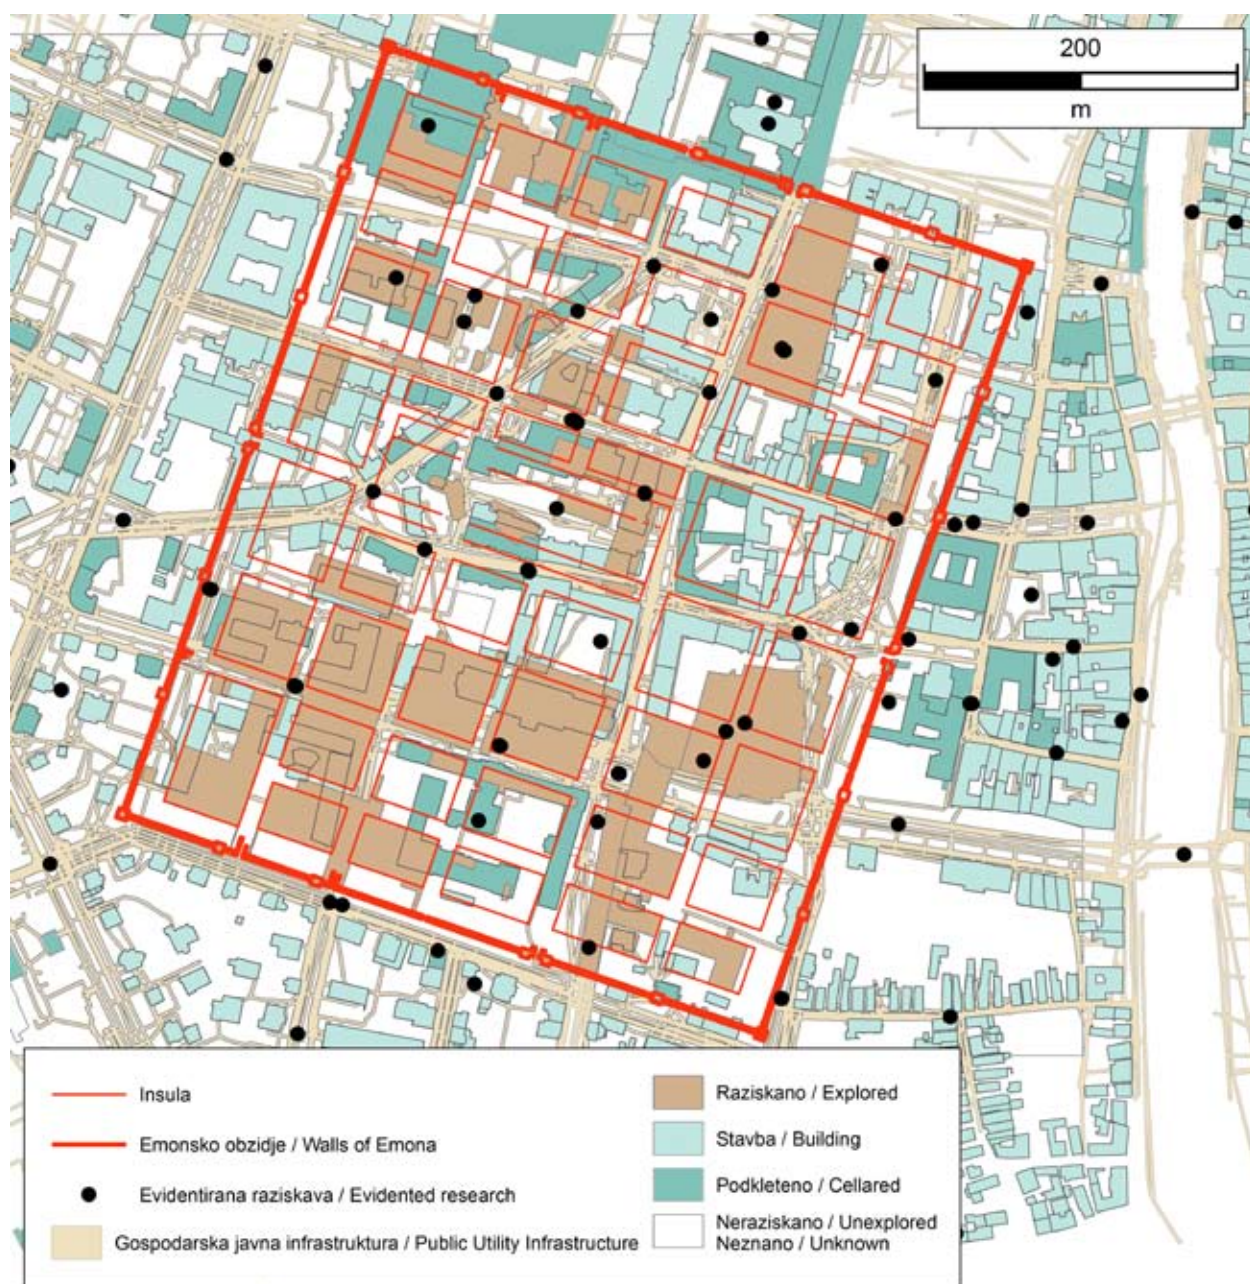 200
m
Insula
Emonsko obzidje / Walls of Emona
Evidentirana raziskava / Evidented research
Gospodarska javna infrastruktura / Public Utility Infrastructure
Raziskano / Explored
Stavba / Building
Podkleteno / Cellared
Neraziskano / Unexplored
Neznano / Unknown